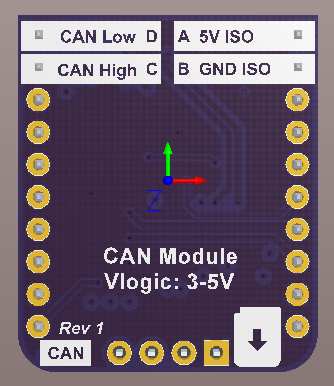 CAN Low D A 5V ISO
CAN High C B GND ISO
Z
CAN Module
Vlogic: 3-5V
Rev 1
CAN